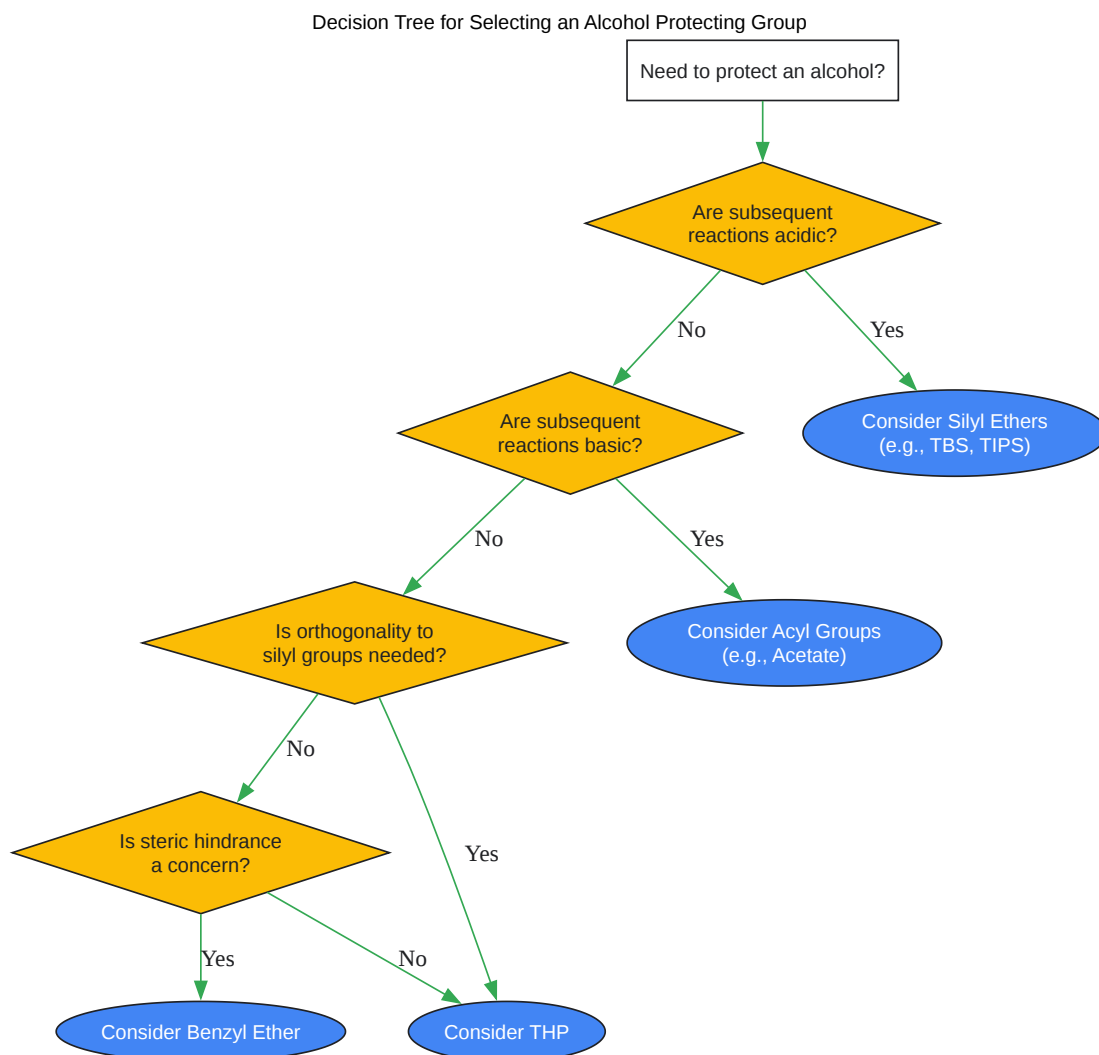 Decision Tree for Selecting an Alcohol Protecting Group
Need to protect an alcohol?
Are subsequent
reactions acidic?
No
Yes
Are subsequent
reactions basic?
Consider Silyl Ethers
(e.g., TBS, TIPS)
No
Yes
Is orthogonality to
silyl groups needed?
Consider Acyl Groups
(e.g., Acetate)
No
Is steric hindrance
a concern?
Yes
Yes
No
Consider Benzyl Ether
Consider THP